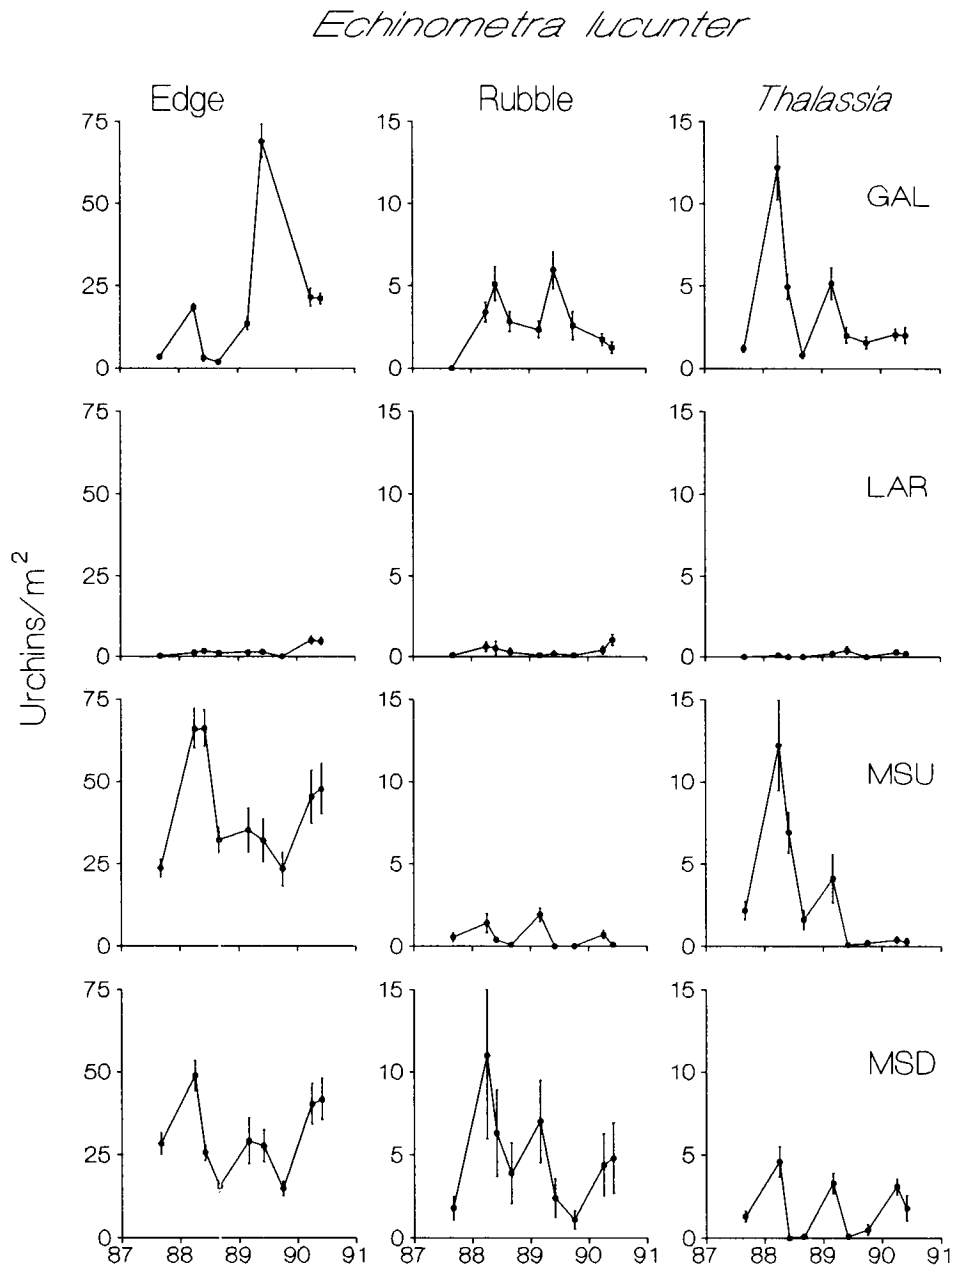 Echinometra lucunter
Edge Rubble Thalassia
75 15 15
GAL
50 10 10
25 5 5
0 0 0
75 15 15
LAR
50 10 10
25 5 5
0 0 0
Urchins/m²
75 15 15
MSU
50 10 10
25 5 5
0 0 0
75 15 15
MSD
50 10 10
25 5 5
0 0 0
87 88 89 90 91 87 88 89 90 91 87 88 89 90 91